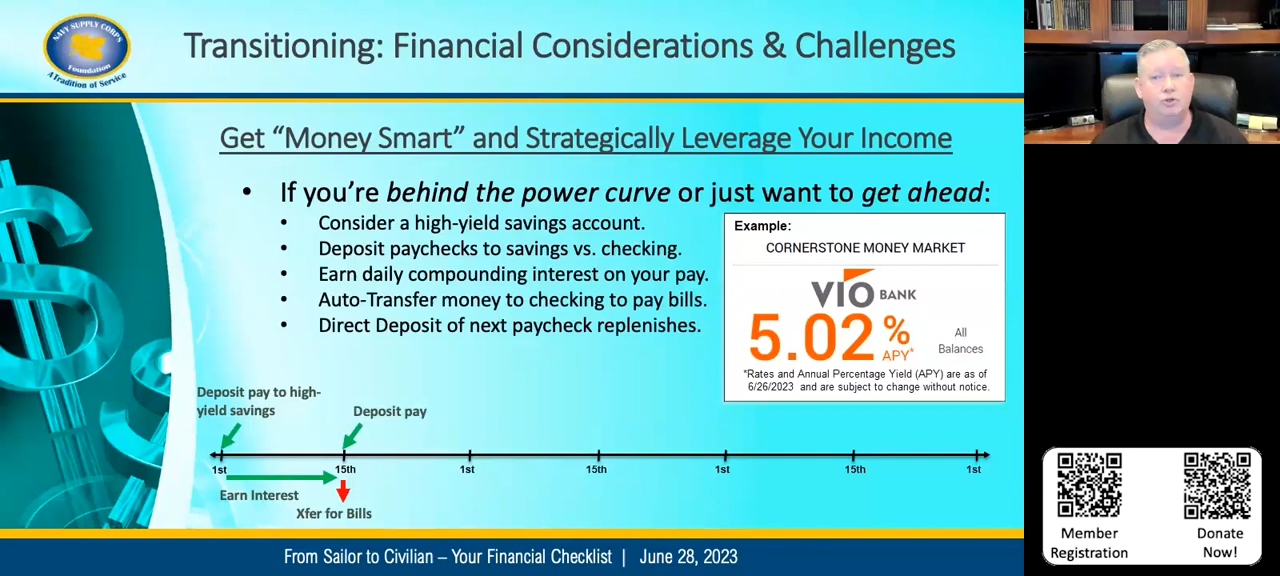 NAVY SUPPLY CORPS
Foundation
A Tradition of Service
Transitioning: Financial Considerations & Challenges
Get “Money Smart” and Strategically Leverage Your Income
• If you’re behind the power curve or just want to get ahead:
• Consider a high-yield savings account.
• Deposit paychecks to savings vs. checking.
• Earn daily compounding interest on your pay.
• Auto-Transfer money to checking to pay bills.
• Direct Deposit of next paycheck replenishes.
Example:
CORNERSTONE MONEY MARKET
VIO BANK
5.02% APY*
All
Balances
*Rates and Annual Percentage Yield (APY) are as of
6/26/2023 and are subject to change without notice.
Deposit pay to high-
yield savings
Deposit pay
1st 15th 1st 15th 1st 15th 1st
Earn Interest
Xfer for Bills
From Sailor to Civilian – Your Financial Checklist | June 28, 2023
Member
Registration
Donate
Now!